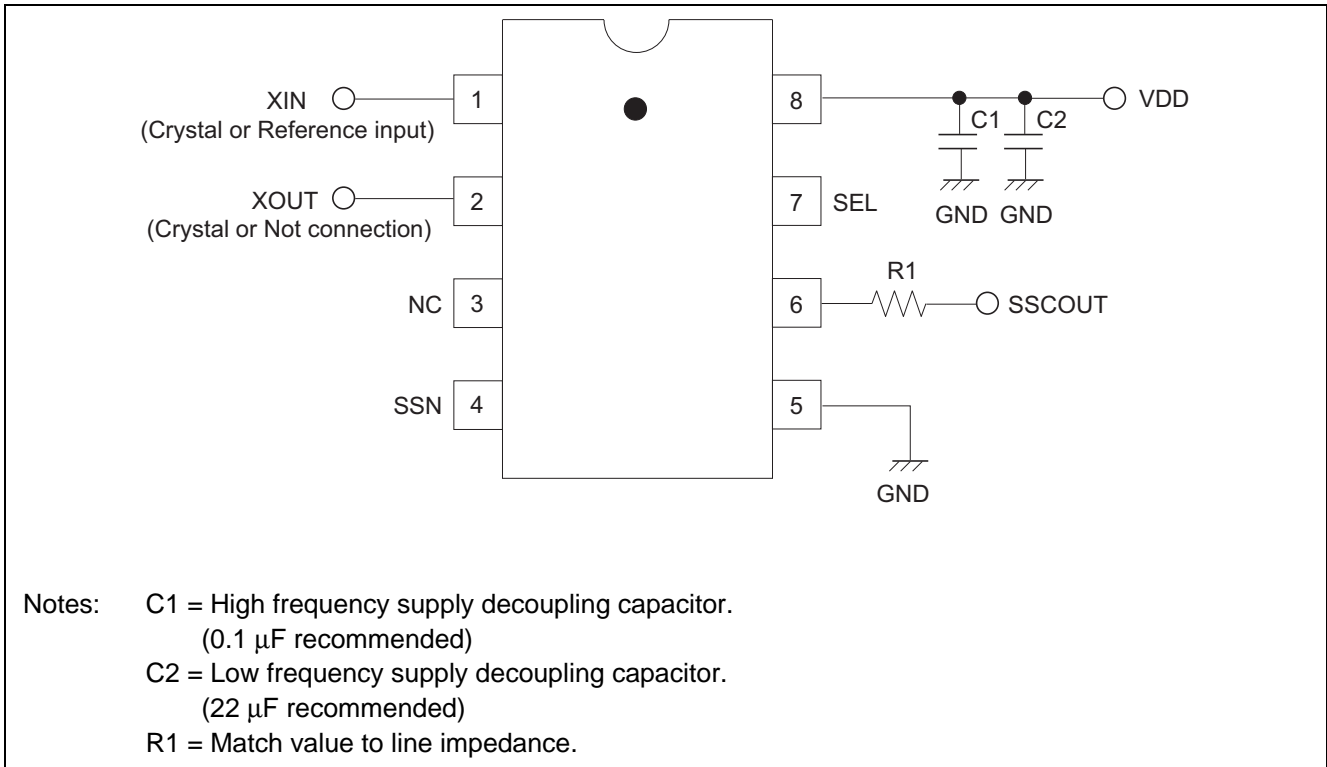 XIN
(Crystal or Reference input)
1
XOUT
(Crystal or Not connection)
2
NC 3
SSN 4
8
VDD
C1 C2
GND GND
7 SEL
R1
6
SSCOUT
5
GND
Notes: C1 = High frequency supply decoupling capacitor.
(0.1 μF recommended)
C2 = Low frequency supply decoupling capacitor.
(22 μF recommended)
R1 = Match value to line impedance.